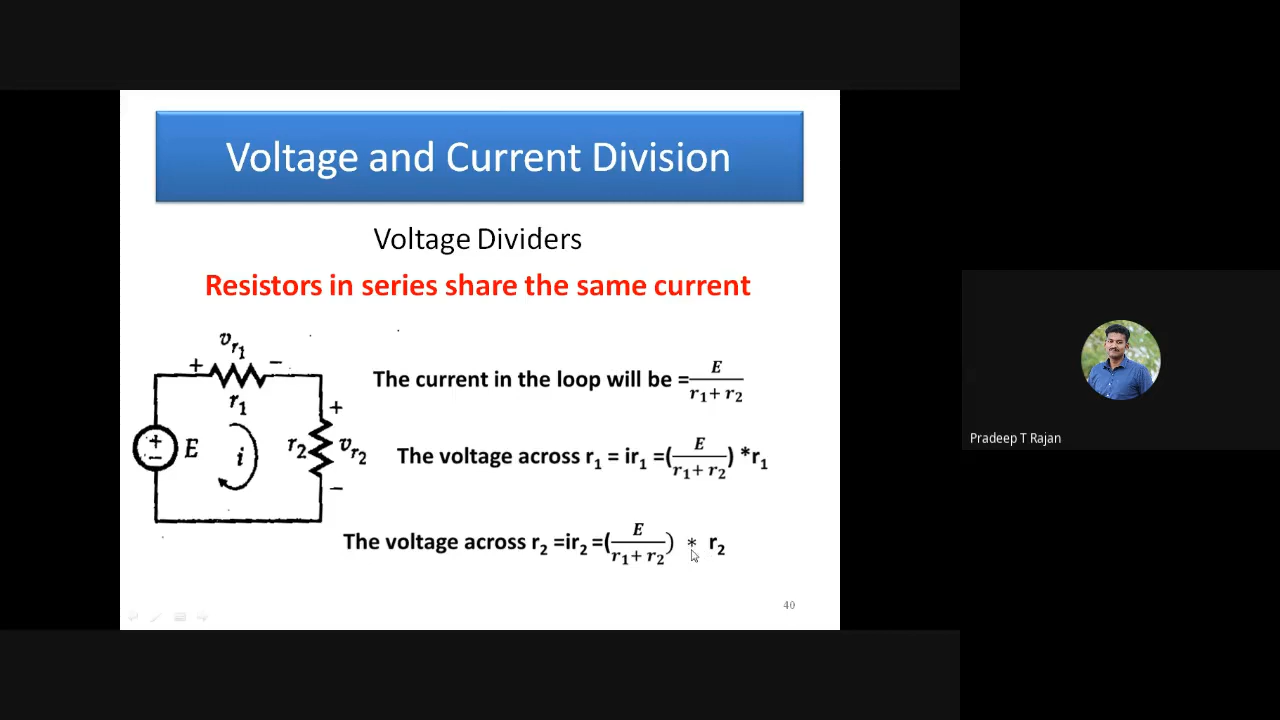 Voltage and Current Division
Voltage Dividers
Resistors in series share the same current
v_r₁
+ −
r₁
+ − E
i
r₂
+ v_r₂ −
The current in the loop will be = E / (r₁+ r₂)
The voltage across r₁ = ir₁ =( E / (r₁+ r₂) ) *r₁
The voltage across r₂ =ir₂ =( E / (r₁+ r₂) ) * r₂
40
Pradeep T Rajan